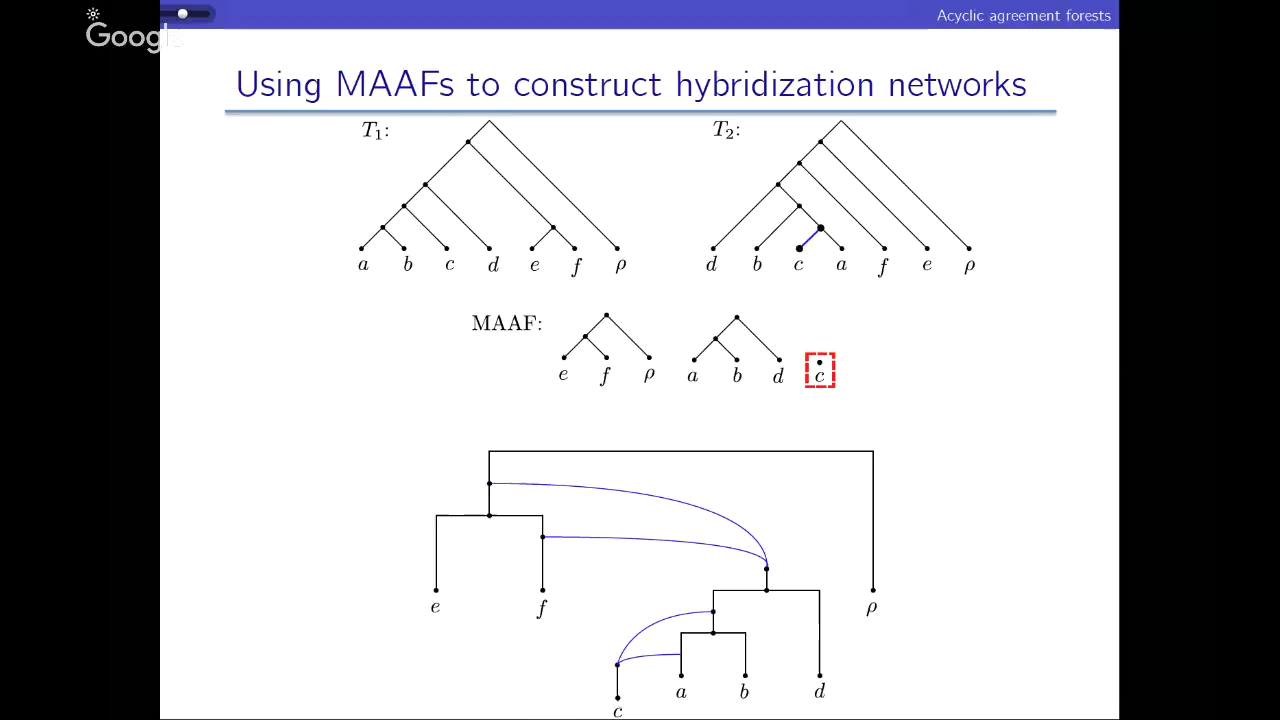 Acyclic agreement forests
Google
Using MAAFs to construct hybridization networks
T₁: T₂:
a b c d e f ρ d b c a f e ρ
MAAF:
e f ρ a b d c
e f ρ
a b d
c